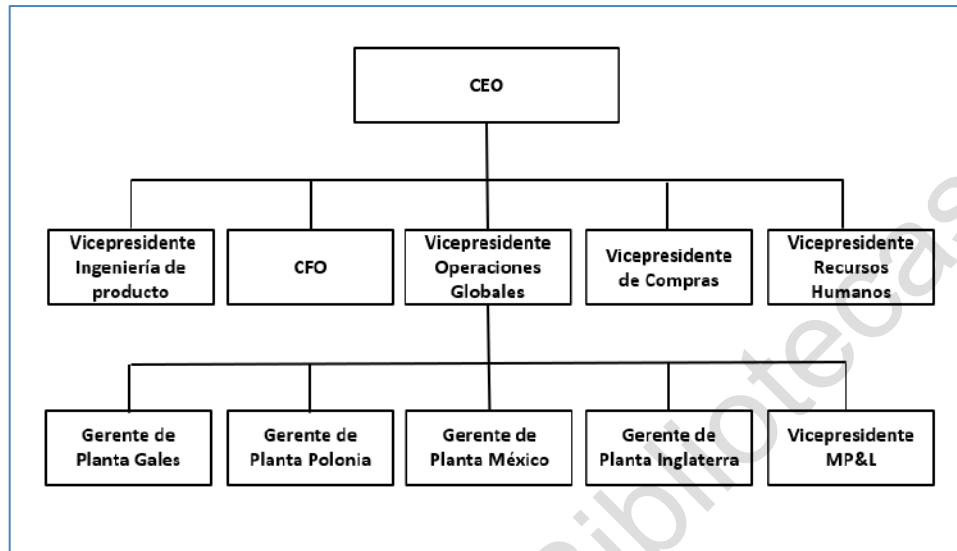 CEO
Vicepresidente
Ingeniería de
producto
CFO
Vicepresidente
Operaciones
Globales
Vicepresidente
de Compras
Vicepresidente
Recursos
Humanos
Gerente de
Planta Gales
Gerente de
Planta Polonia
Gerente de
Planta México
Gerente de
Planta Inglaterra
Vicepresidente
MP&L
Bibliotecas